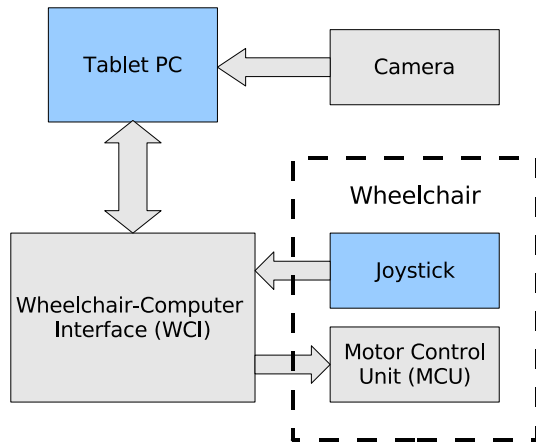 Tablet PC
Camera
Wheelchair
Joystick
Wheelchair-Computer
Interface (WCI)
Motor Control
Unit (MCU)